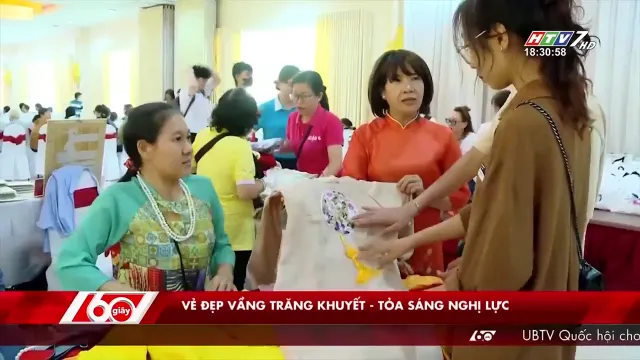 HTV7 HD
18:30:58
60 giây
VẺ ĐẸP VẦNG TRĂNG KHUYẾT - TỎA SÁNG NGHỊ LỰC
60
UBTV Quốc hội cho